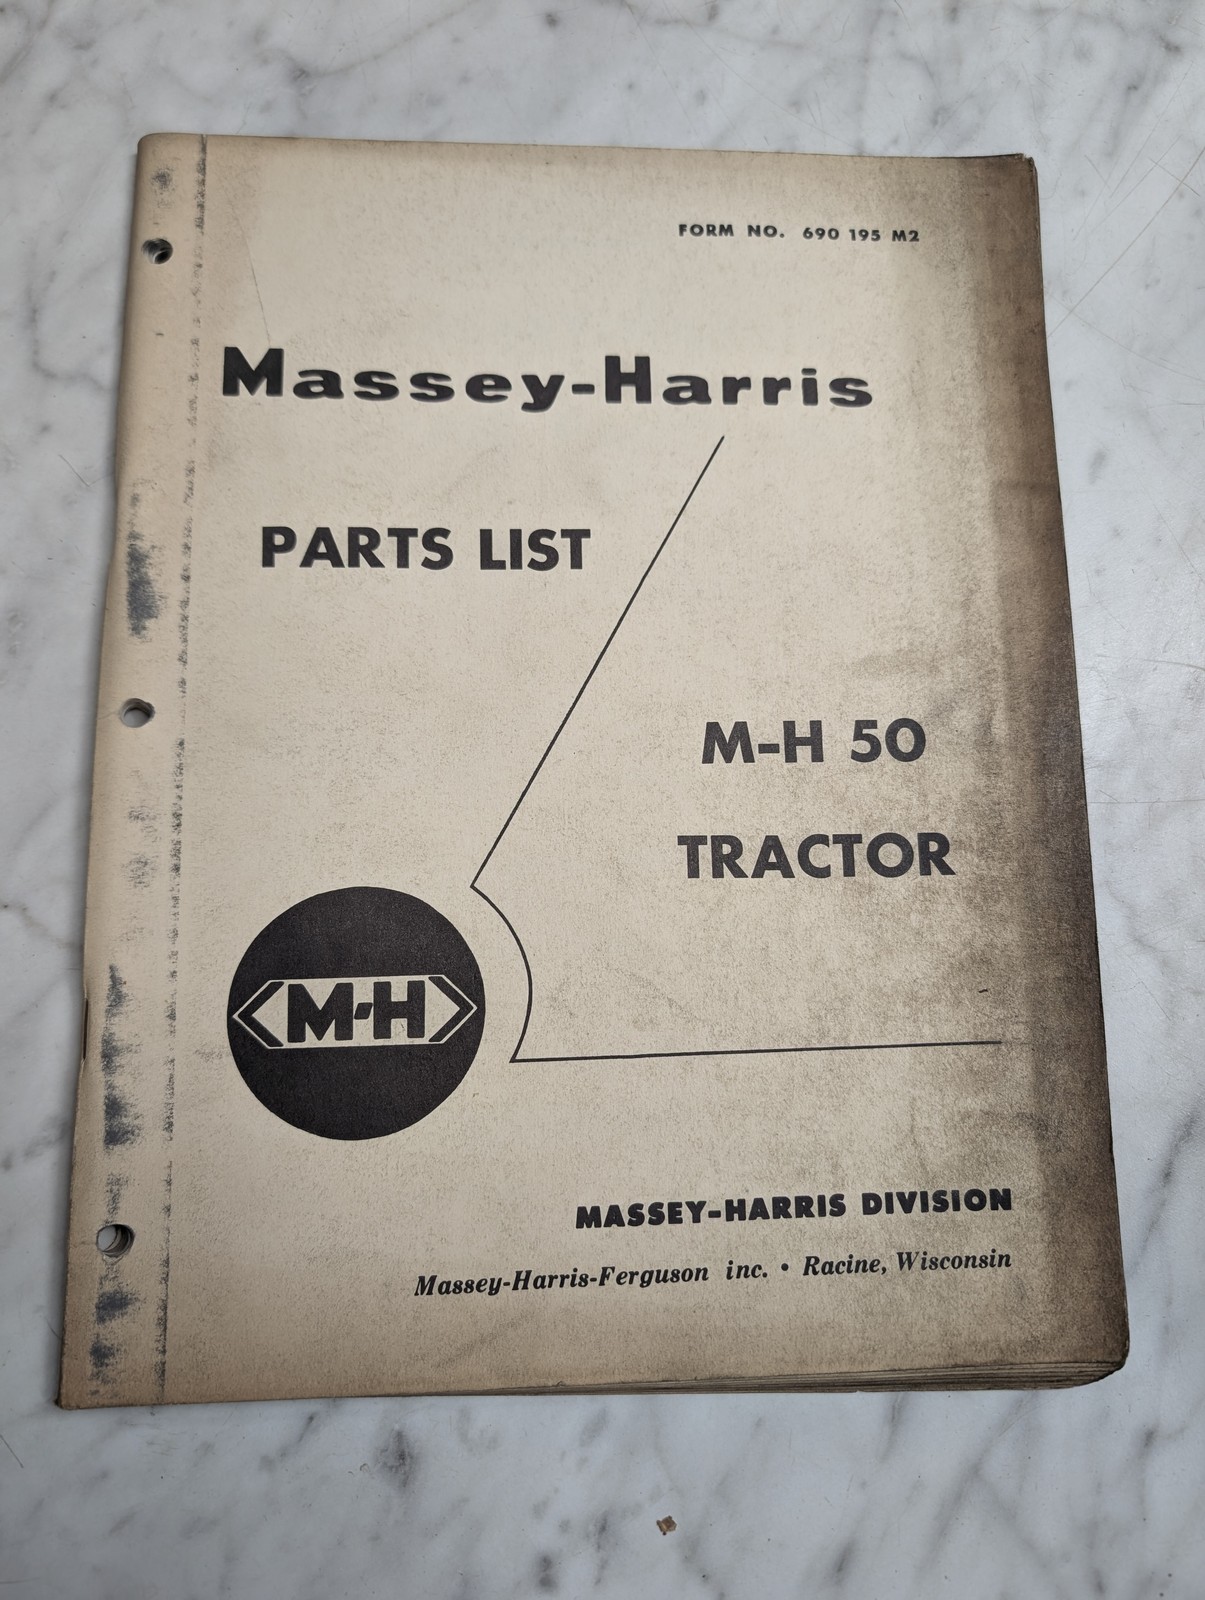 FORM NO. 690 195 M2
Massey-Harris
PARTS LIST
M-H 50
TRACTOR
M-H
MASSEY-HARRIS DIVISION
Massey-Harris-Ferguson inc. • Racine, Wisconsin